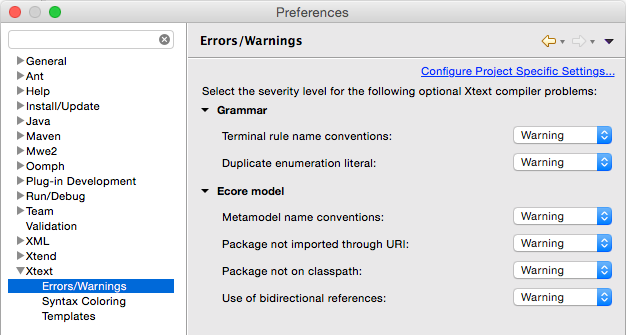 Preferences
General
Ant
Help
Install/Update
Java
Maven
Mwe2
Oomph
Plug-in Development
Run/Debug
Team
Validation
XML
Xtend
Xtext
Errors/Warnings
Syntax Coloring
Templates
Errors/Warnings
Configure Project Specific Settings...
Select the severity level for the following optional Xtext compiler problems:
Grammar
Terminal rule name conventions: Warning
Duplicate enumeration literal: Warning
Ecore model
Metamodel name conventions: Warning
Package not imported through URI: Warning
Package not on classpath: Warning
Use of bidirectional references: Warning